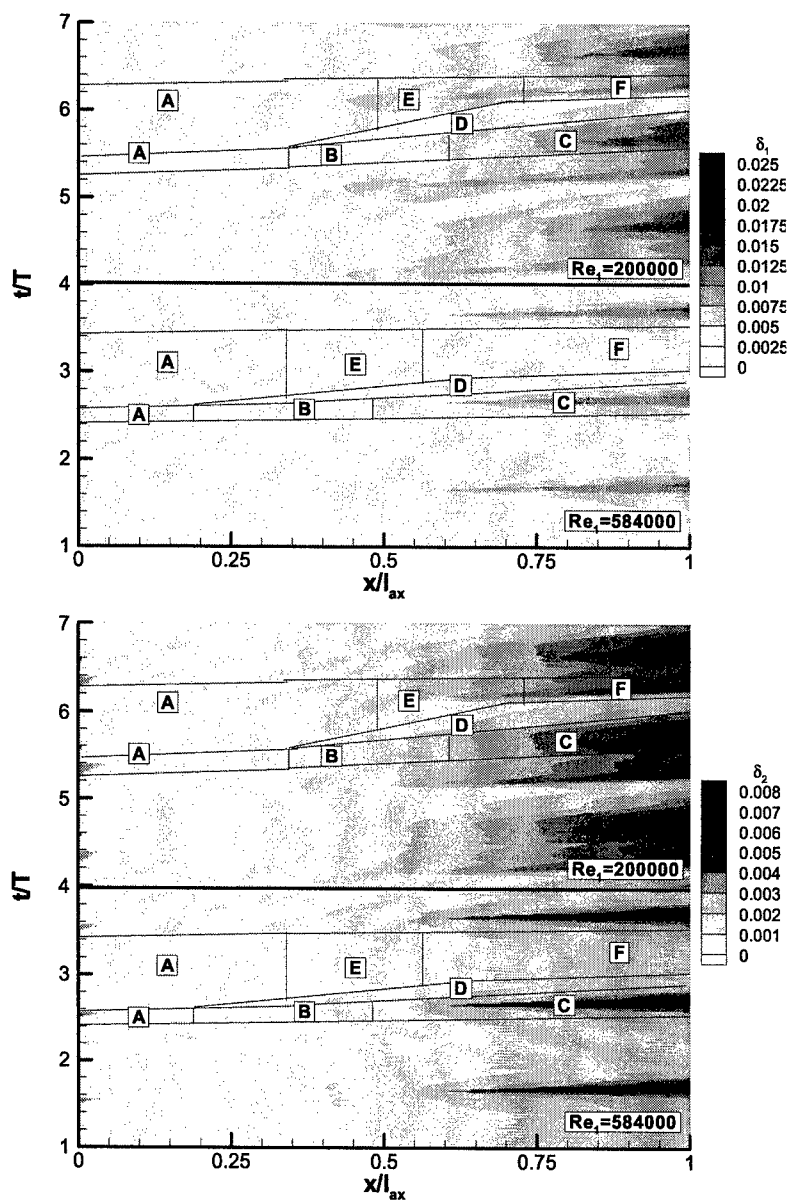 7
A
E
F
6
D
A
B
C
5
δ₁
0.025
0.0225
0.02
0.0175
0.015
0.0125
0.01
0.0075
0.005
0.0025
0
Re₁=200000
t/T
4
A
E
F
3
D
A
B
C
2
Re₁=584000
1
0
0.25
0.5
0.75
1
x/lₐₓ
7
A
E
F
6
D
A
B
C
5
δ₂
0.008
0.007
0.006
0.005
0.004
0.003
0.002
0.001
0
Re₁=200000
t/T
4
A
E
F
3
D
A
B
C
2
Re₁=584000
1
0
0.25
0.5
0.75
1
x/lₐₓ